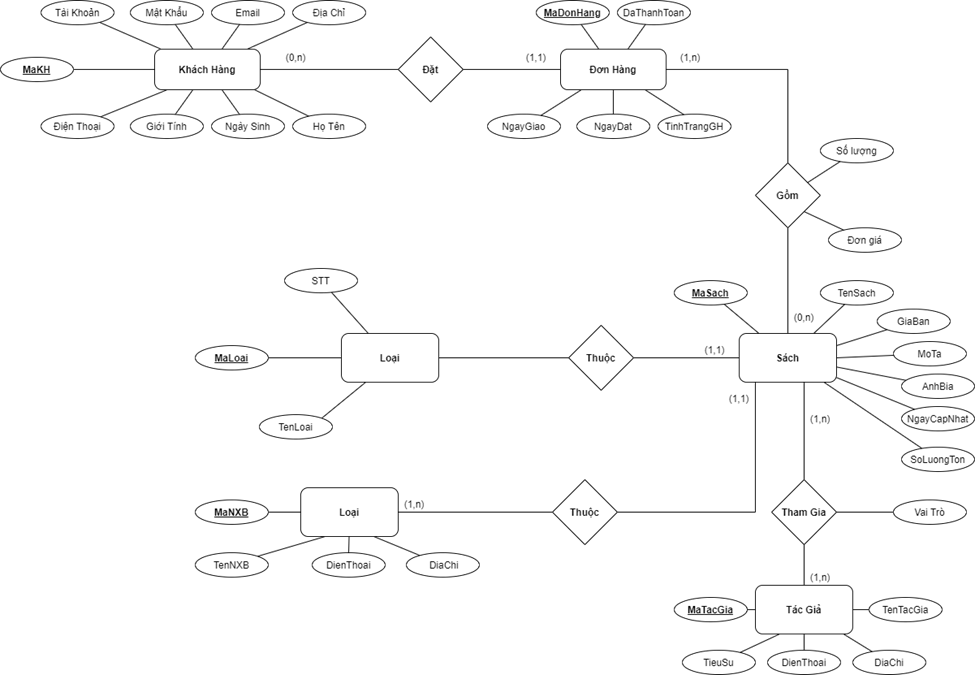 Tài Khoản
Mật Khẩu
Email
Địa Chỉ
MaKH
Khách Hàng
(0,n)
Đặt
(1,1)
Điện Thoại
Giới Tính
Ngày Sinh
Họ Tên
MaDonHang
DaThanhToan
Đơn Hàng
(1,n)
NgayGiao
NgayDat
TinhTrangGH
Số lượng
Gồm
Đơn giá
(0,n)
STT
MaLoai
Loại
TenLoai
Thuộc
(1,1)
MaSach
TenSach
Sách
GiaBan
MoTa
AnhBia
NgayCapNhat
SoLuongTon
(1,1)
(1,n)
MaNXB
Loại
(1,n)
Thuộc
TenNXB
DienThoai
DiaChi
Tham Gia
Vai Trò
(1,n)
MaTacGia
Tác Giả
TenTacGia
TieuSu
DienThoai
DiaChi